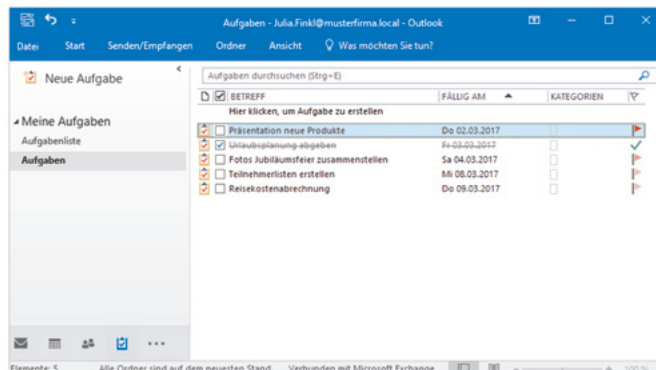 Aufgaben - Julia.Finkl@musterfirma.local - Outlook
Datei Start Senden/Empfangen Ordner Ansicht Was möchten Sie tun?
Neue Aufgabe
Meine Aufgaben
Aufgabenliste
Aufgaben
Aufgaben durchsuchen (Strg+E)
BETREFF FÄLLIG AM KATEGORIEN
Hier klicken, um Aufgabe zu erstellen
Präsentation neue Produkte Do 02.03.2017
Urlaubsplanung abgeben Fr 03.03.2017
Fotos Jubiläumsfeier zusammenstellen Sa 04.03.2017
Teilnehmerlisten erstellen Mi 08.03.2017
Reisekostenabrechnung Do 09.03.2017
Elemente: 5 Alle Ordner sind auf dem neuesten Stand. Verbunden mit Microsoft Exchange 100 %